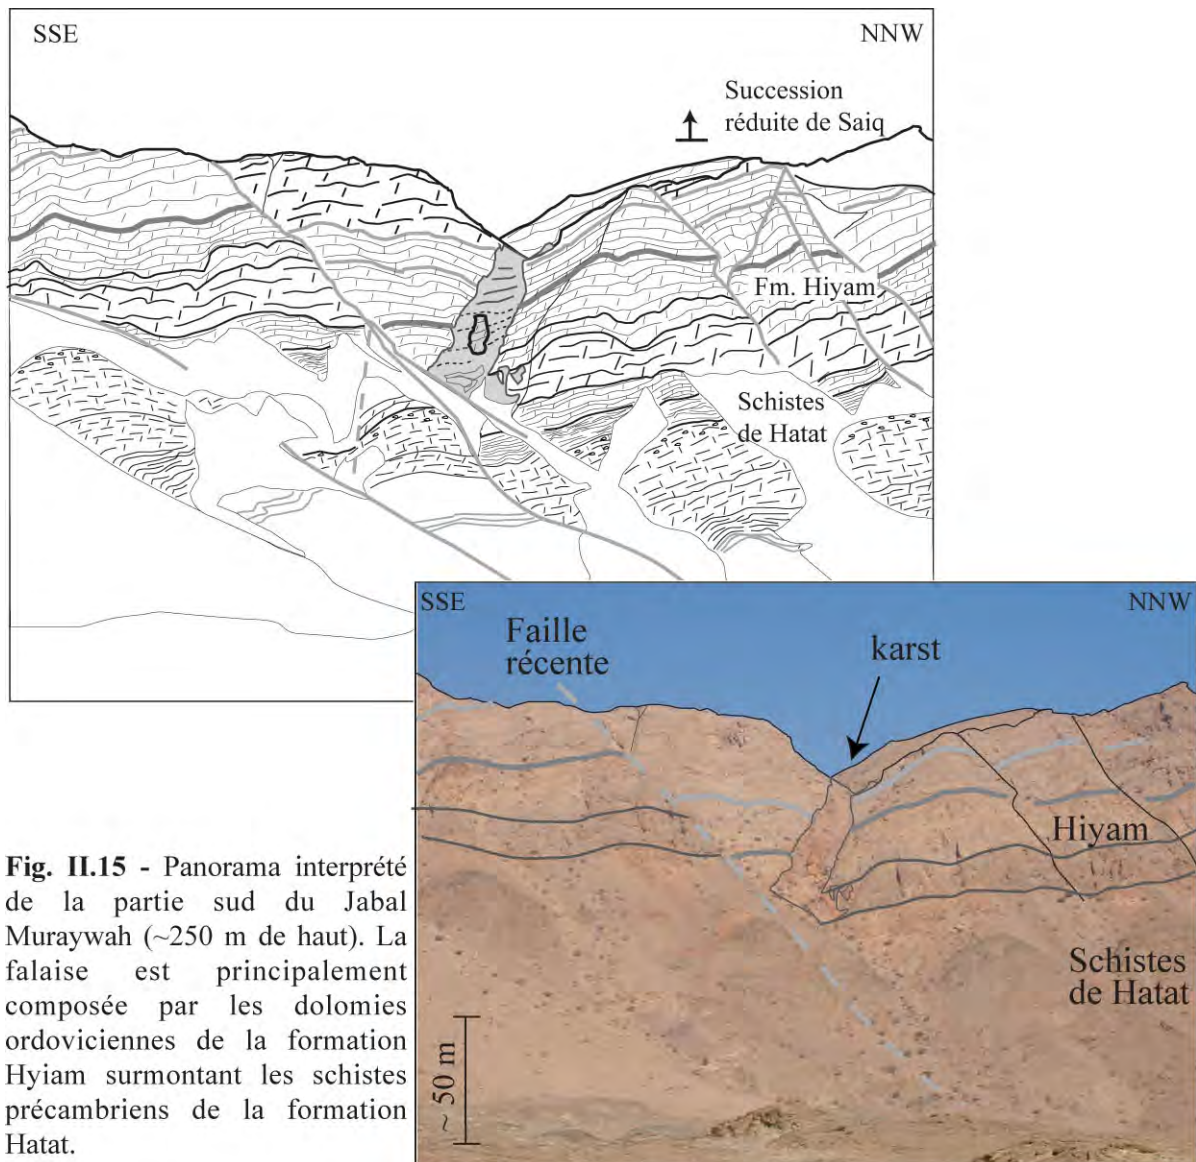 SSE
NNW
Succession
réduite de Saiq
Fm. Hiyam
Schistes
de Hatat
SSE
NNW
Faille
récente
karst
Hiyam
Schistes
de Hatat
~ 50 m
Fig. II.15 - Panorama interprété
de la partie sud du Jabal
Muraywah (~250 m de haut). La
falaise est principalement
composée par les dolomies
ordoviciennes de la formation
Hyiam surmontant les schistes
précambriens de la formation
Hatat.